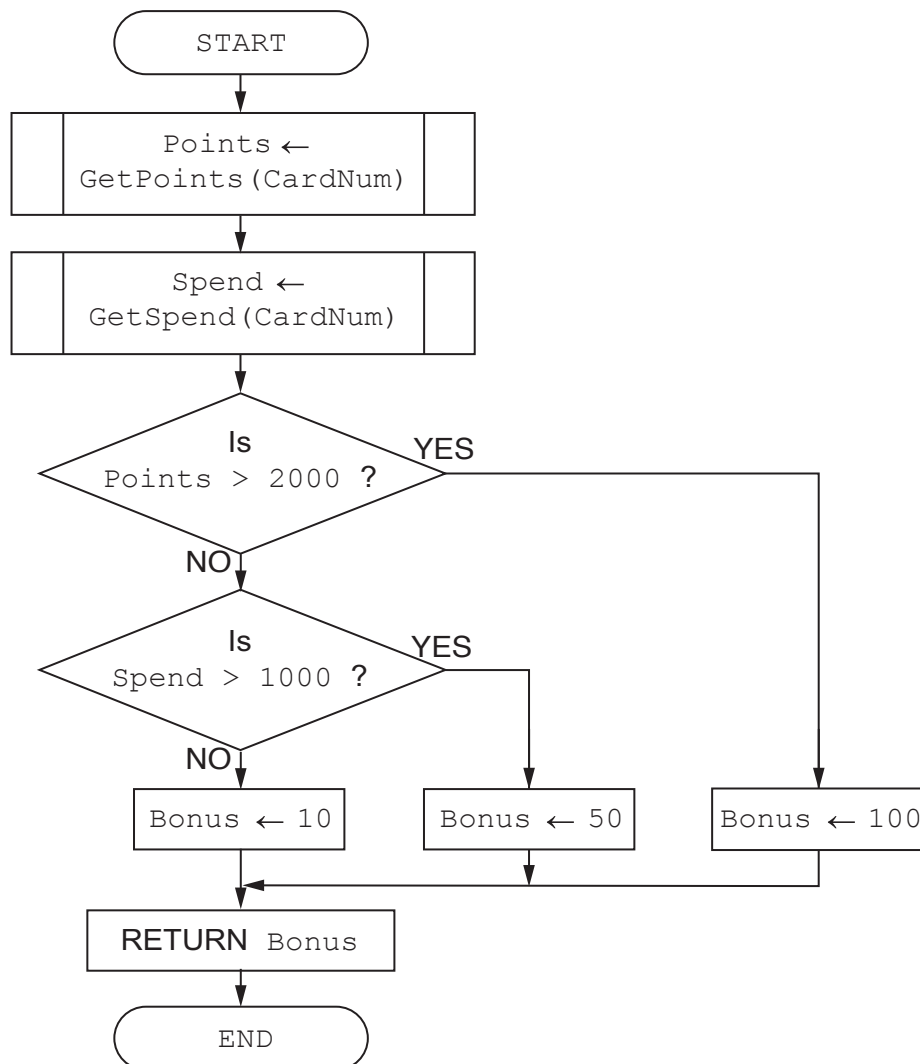 START
Points ←
GetPoints(CardNum)
Spend ←
GetSpend(CardNum)
Is
Points > 2000 ?
YES
NO
Is
Spend > 1000 ?
YES
NO
Bonus ← 10
Bonus ← 50
Bonus ← 100
RETURN Bonus
END